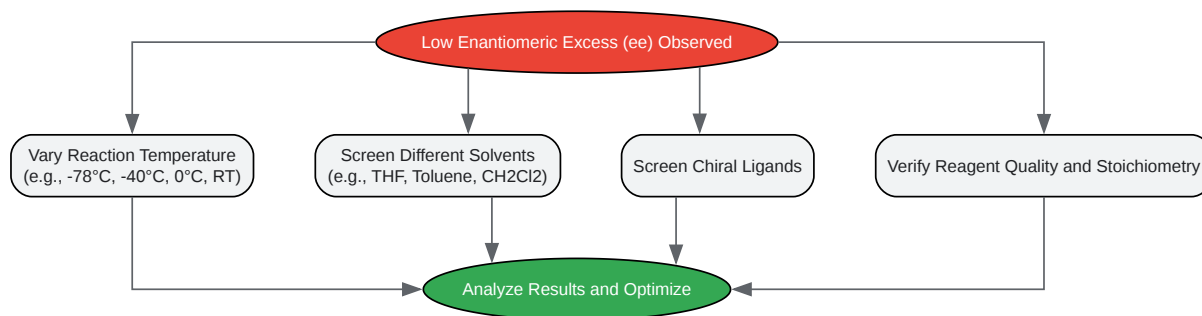 Low Enantiomeric Excess (ee) Observed
Vary Reaction Temperature
(e.g., -78°C, -40°C, 0°C, RT)
Screen Different Solvents
(e.g., THF, Toluene, CH2Cl2)
Screen Chiral Ligands
Verify Reagent Quality and Stoichiometry
Analyze Results and Optimize